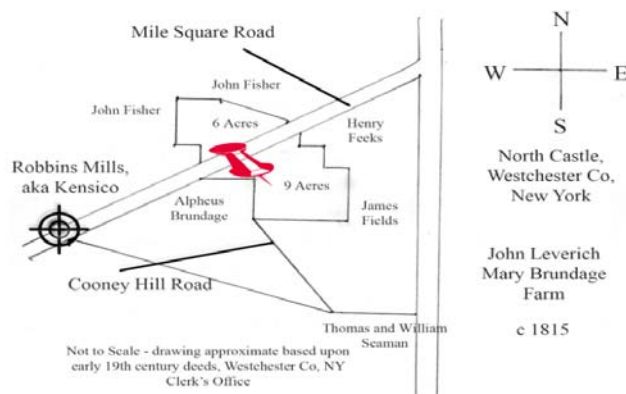 Mile Square Road
John Fisher
John Fisher
6 Acres
Henry
Feeks
Robbins Mills,
aka Kensico
9 Acres
Alpheus
Brundage
James
Fields
Cooney Hill Road
Thomas and William
Seaman
Not to Scale - drawing approximate based upon
early 19th century deeds, Westchester Co, NY
Clerk's Office
N
W
E
S
North Castle,
Westchester Co,
New York
John Leverich
Mary Brundage
Farm
c 1815